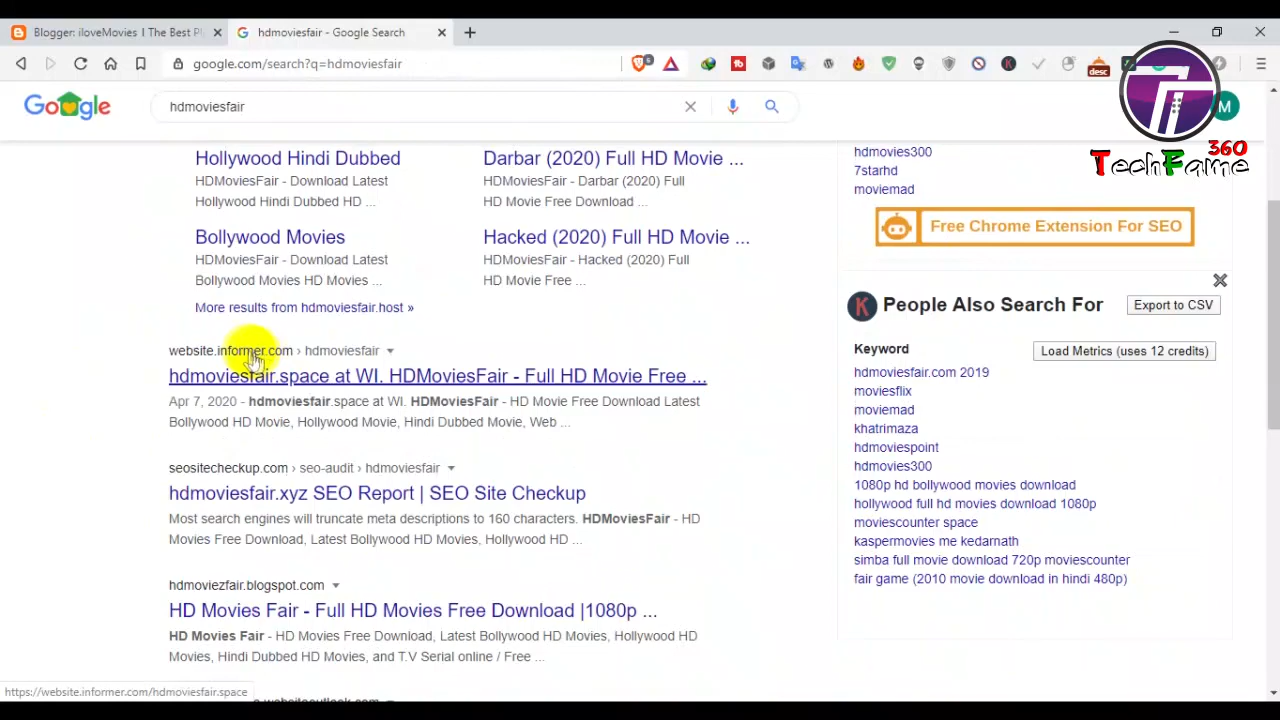 Blogger: iloveMovies I The Best Pl
hdmoviesfair - Google Search
google.com/search?q=hdmoviesfair
6
desc
Google
hdmoviesfair
M
360
TechFame
Hollywood Hindi Dubbed
HDMoviesFair - Download Latest
Hollywood Hindi Dubbed HD ...
Darbar (2020) Full HD Movie ...
HDMoviesFair - Darbar (2020) Full
HD Movie Free Download ...
Bollywood Movies
HDMoviesFair - Download Latest
Bollywood Movies HD Movies ...
Hacked (2020) Full HD Movie ...
HDMoviesFair - Hacked (2020) Full
HD Movie Free ...
More results from hdmoviesfair.host »
website.informer.com › hdmoviesfair
hdmoviesfair.space at WI. HDMoviesFair - Full HD Movie Free ...
Apr 7, 2020 - hdmoviesfair.space at WI. HDMoviesFair - HD Movie Free Download Latest
Bollywood HD Movie, Hollywood Movie, Hindi Dubbed Movie, Web ...
seositecheckup.com › seo-audit › hdmoviesfair
hdmoviesfair.xyz SEO Report | SEO Site Checkup
Most search engines will truncate meta descriptions to 160 characters. HDMoviesFair - HD
Movies Free Download, Latest Bollywood HD Movies, Hollywood HD ...
hdmoviezfair.blogspot.com
HD Movies Fair - Full HD Movies Free Download |1080p ...
HD Movies Fair - HD Movies Free Download, Latest Bollywood HD Movies, Hollywood HD
Movies, Hindi Dubbed HD Movies, and T.V Serial online / Free ...
https://website.informer.com/hdmoviesfair.space
hdmovies300
7starhd
moviemad
Free Chrome Extension For SEO
K People Also Search For
Export to CSV
Keyword
Load Metrics (uses 12 credits)
hdmoviesfair.com 2019
moviesflix
moviemad
khatrimaza
hdmoviespoint
hdmovies300
1080p hd bollywood movies download
hollywood full hd movies download 1080p
moviescounter space
kaspermovies me kedarnath
simba full movie download 720p moviescounter
fair game (2010 movie download in hindi 480p)